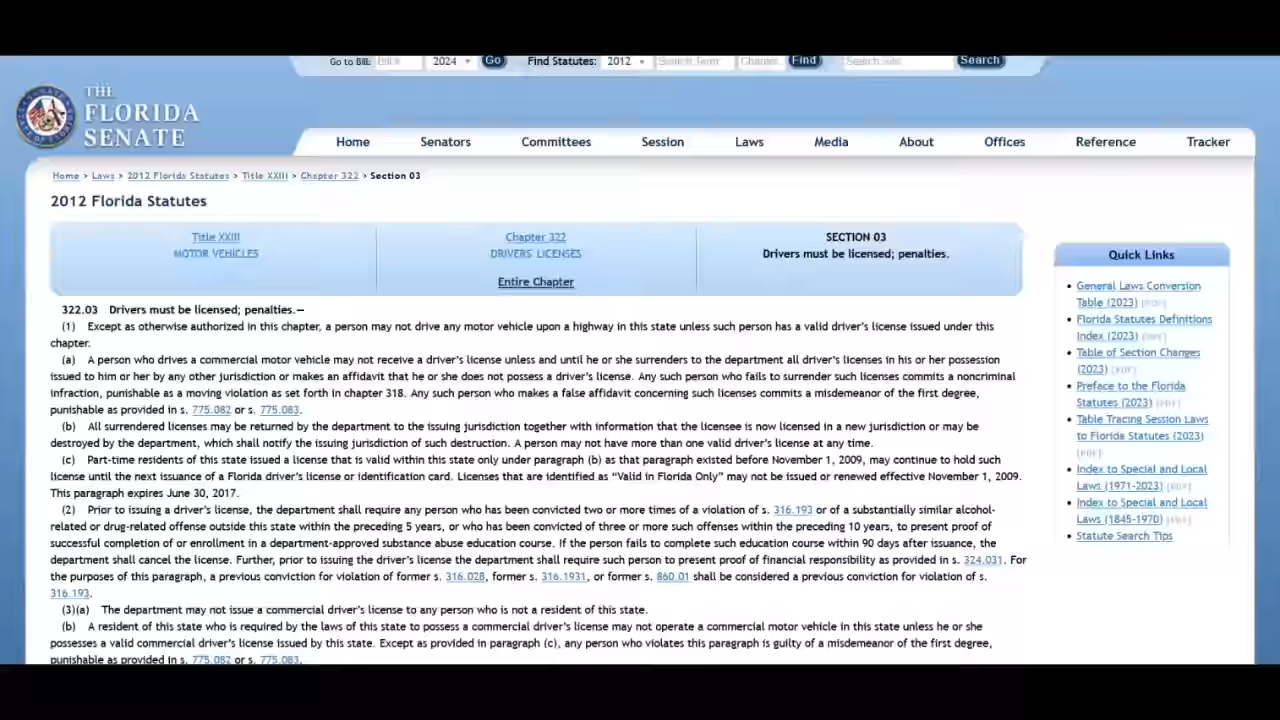 Go to Bill:
2024
Go
Find Statutes:
2012
Search Term
Chapter
Find
Search
THE
FLORIDA
SENATE
Home
Senators
Committees
Session
Laws
Media
About
Offices
Reference
Tracker
Home > Laws > 2012 Florida Statutes > Title XXIII > Chapter 322 > Section 03
2012 Florida Statutes
Title XXIII
MOTOR VEHICLES
Chapter 322
DRIVERS' LICENSES
Entire Chapter
SECTION 03
Drivers must be licensed; penalties.
322.03 Drivers must be licensed; penalties.—
(1) Except as otherwise authorized in this chapter, a person may not drive any motor vehicle upon a highway in this state unless such person has a valid driver's license issued under this
chapter.
(a) A person who drives a commercial motor vehicle may not receive a driver's license unless and until he or she surrenders to the department all driver's licenses in his or her possession
issued to him or her by any other jurisdiction or makes an affidavit that he or she does not possess a driver's license. Any such person who fails to surrender such licenses commits a noncriminal
infraction, punishable as a moving violation as set forth in chapter 318. Any such person who makes a false affidavit concerning such licenses commits a misdemeanor of the first degree,
punishable as provided in s. 775.082 or s. 775.083.
(b) All surrendered licenses may be returned by the department to the issuing jurisdiction together with information that the licensee is now licensed in a new jurisdiction or may be
destroyed by the department, which shall notify the issuing jurisdiction of such destruction. A person may not have more than one valid driver's license at any time.
(c) Part-time residents of this state issued a license that is valid within this state only under paragraph (b) as that paragraph existed before November 1, 2009, may continue to hold such
license until the next issuance of a Florida driver's license or identification card. Licenses that are identified as “Valid in Florida Only” may not be issued or renewed effective November 1, 2009.
This paragraph expires June 30, 2017.
(2) Prior to issuing a driver's license, the department shall require any person who has been convicted two or more times of a violation of s. 316.193 or of a substantially similar alcohol-
related or drug-related offense outside this state within the preceding 5 years, or who has been convicted of three or more such offenses within the preceding 10 years, to present proof of
successful completion of or enrollment in a department-approved substance abuse education course. If the person fails to complete such education course within 90 days after issuance, the
department shall cancel the license. Further, prior to issuing the driver's license the department shall require such person to present proof of financial responsibility as provided in s. 324.031. For
the purposes of this paragraph, a previous conviction for violation of former s. 316.028, former s. 316.1931, or former s. 860.01 shall be considered a previous conviction for violation of s.
316.193.
(3)(a) The department may not issue a commercial driver's license to any person who is not a resident of this state.
(b) A resident of this state who is required by the laws of this state to possess a commercial driver's license may not operate a commercial motor vehicle in this state unless he or she
possesses a valid commercial driver's license issued by this state. Except as provided in paragraph (c), any person who violates this paragraph is guilty of a misdemeanor of the first degree,
punishable as provided in s. 775.082 or s. 775.083.
Quick Links
General Laws Conversion
Table (2023) [PDF]
Florida Statutes Definitions
Index (2023) [PDF]
Table of Section Changes
(2023) [PDF]
Preface to the Florida
Statutes (2023) [PDF]
Table Tracing Session Laws
to Florida Statutes (2023)
[PDF]
Index to Special and Local
Laws (1971-2023) [PDF]
Index to Special and Local
Laws (1845-1970) [PDF]
Statute Search Tips